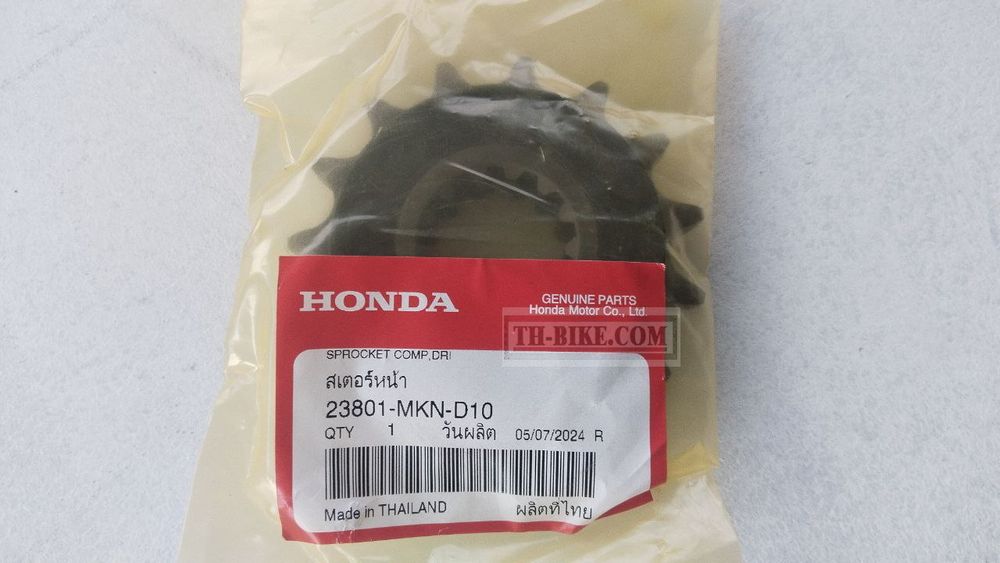 HONDA
GENUINE PARTS
Honda Motor Co., Ltd.
TH-BIKE.COM
SPROCKET COMP,DRI
สเตอร์หน้า
23801-MKN-D10
QTY 1 วันผลิต 05/07/2024 R
Made in THAILAND ผลิตที่ไทย